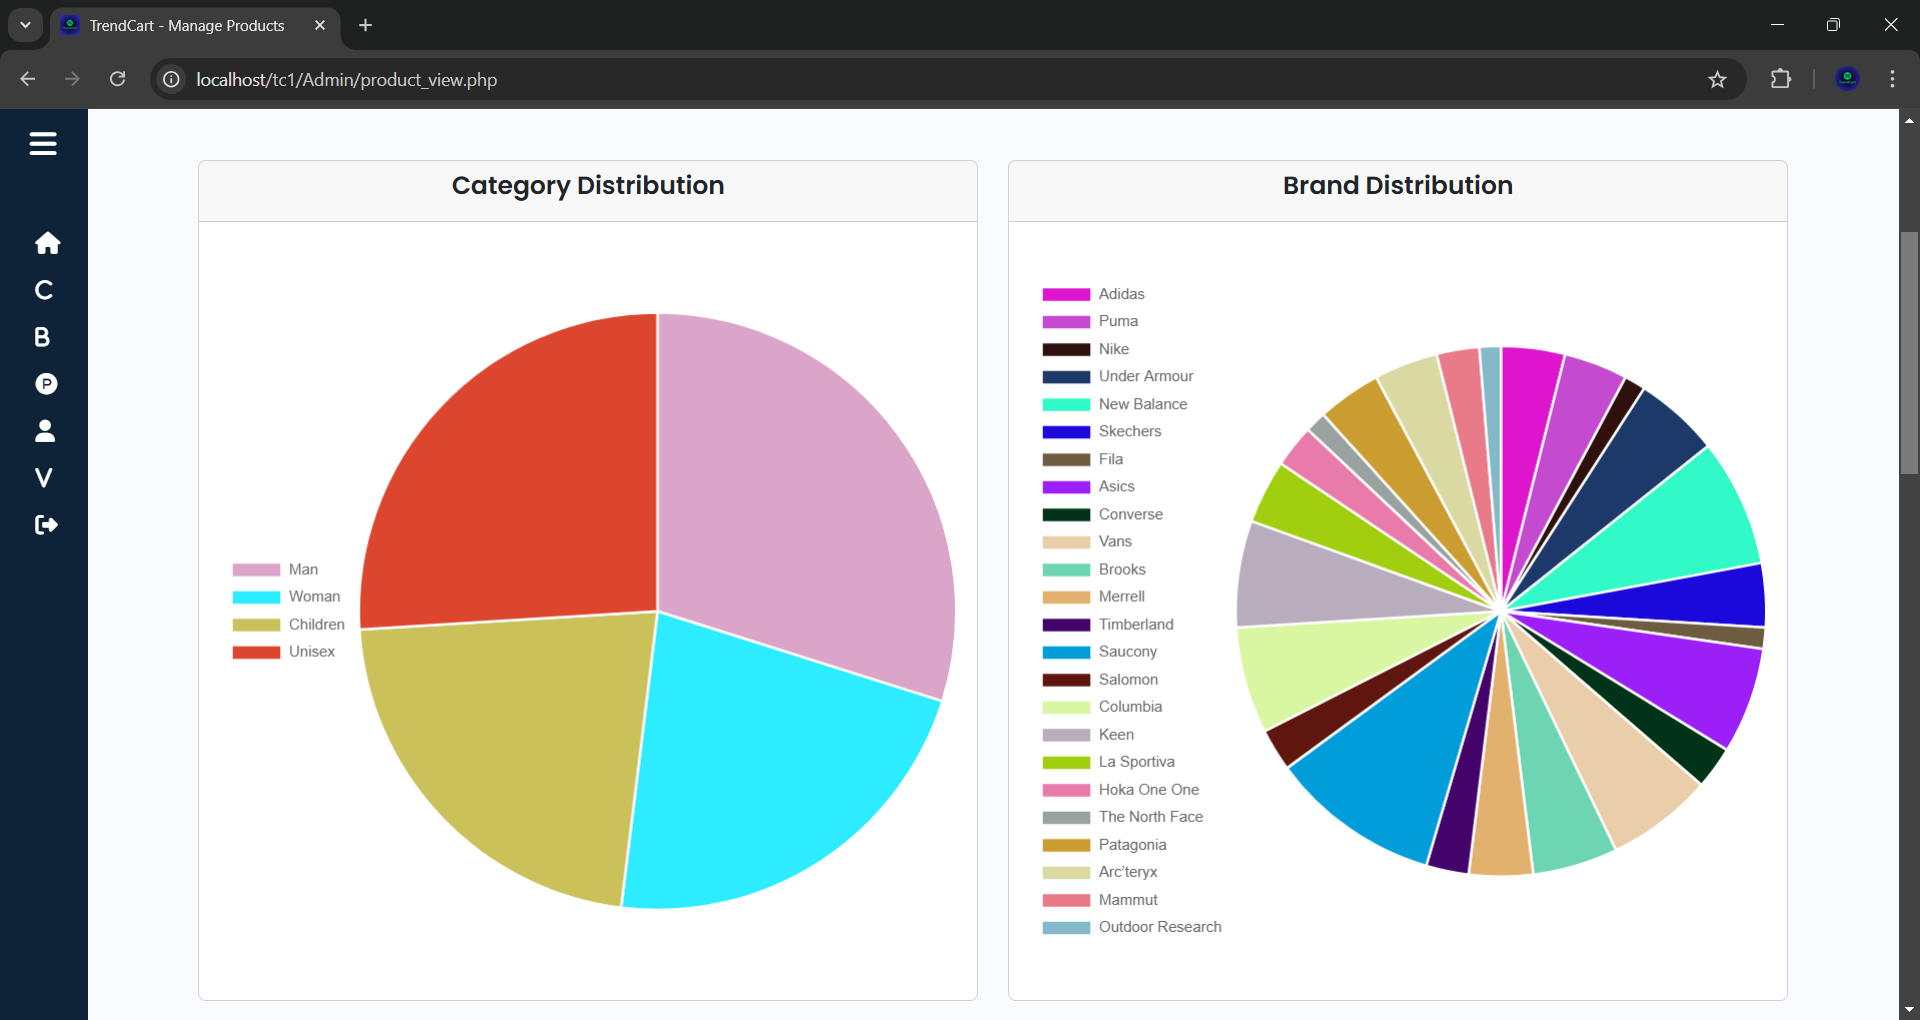 TrendCart - Manage Products
localhost/tc1/Admin/product_view.php
C
B
P
V
Category Distribution
Man
Woman
Children
Unisex
Brand Distribution
Adidas
Puma
Nike
Under Armour
New Balance
Skechers
Fila
Asics
Converse
Vans
Brooks
Merrell
Timberland
Saucony
Salomon
Columbia
Keen
La Sportiva
Hoka One One
The North Face
Patagonia
Arc'teryx
Mammut
Outdoor Research